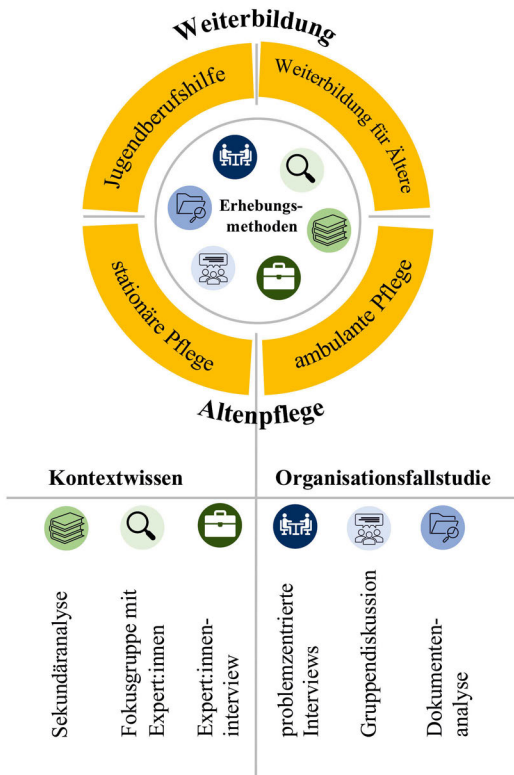 Weiterbildung
Jugendberufshilfe
Weiterbildung für Ältere
Erhebungs-
methoden
stationäre Pflege
ambulante Pflege
Altenpflege
Kontextwissen
Organisationsfallstudie
Sekundäranalyse
Fokusgruppe mit
Expert:innen
Expert:innen-
interview
problemzentrierte
Interviews
Gruppendiskussion
Dokumenten-
analyse